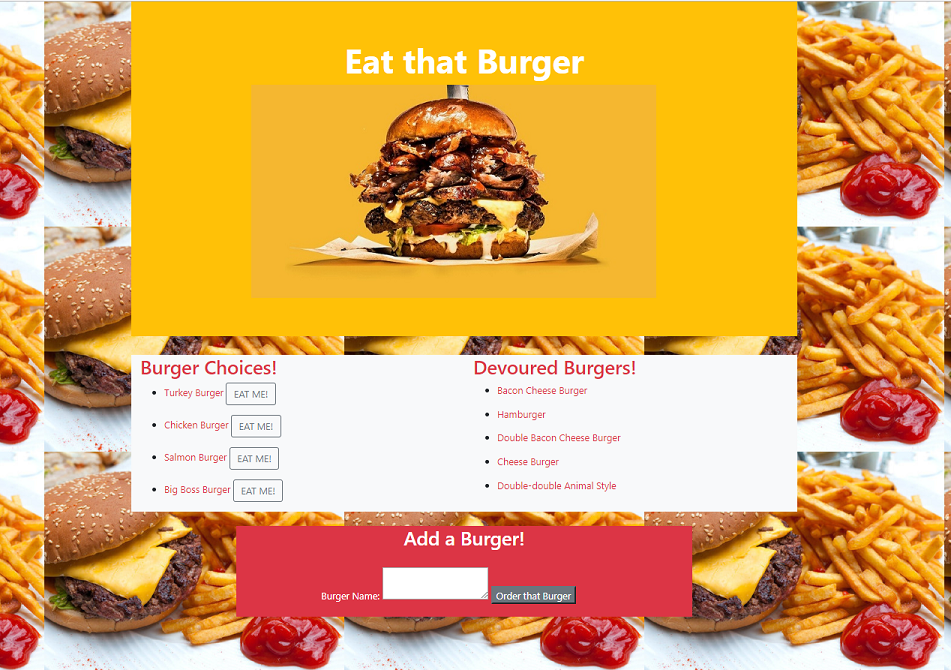 Eat that Burger
Burger Choices!
Turkey Burger EAT ME!
Chicken Burger EAT ME!
Salmon Burger EAT ME!
Big Boss Burger EAT ME!
Devoured Burgers!
Bacon Cheese Burger
Hamburger
Double Bacon Cheese Burger
Cheese Burger
Double-double Animal Style
Add a Burger!
Burger Name: Order that Burger